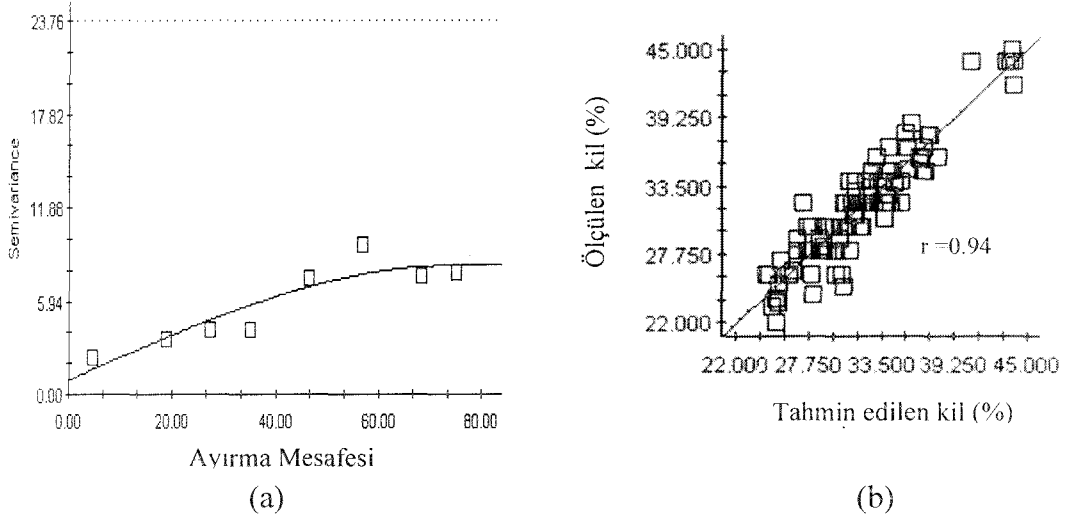 23.76
17.82
11.88
5.94
0.00
Semivariance
0.00 20.00 40.00 60.00 80.00
Ayırma Mesafesi
(a)
45.000
39.250
33.500
27.750
22.000
Ölçülen kil (%)
r =0.94
22.000 27.750 33.500 39.250 45.000
Tahmin edilen kil (%)
(b)